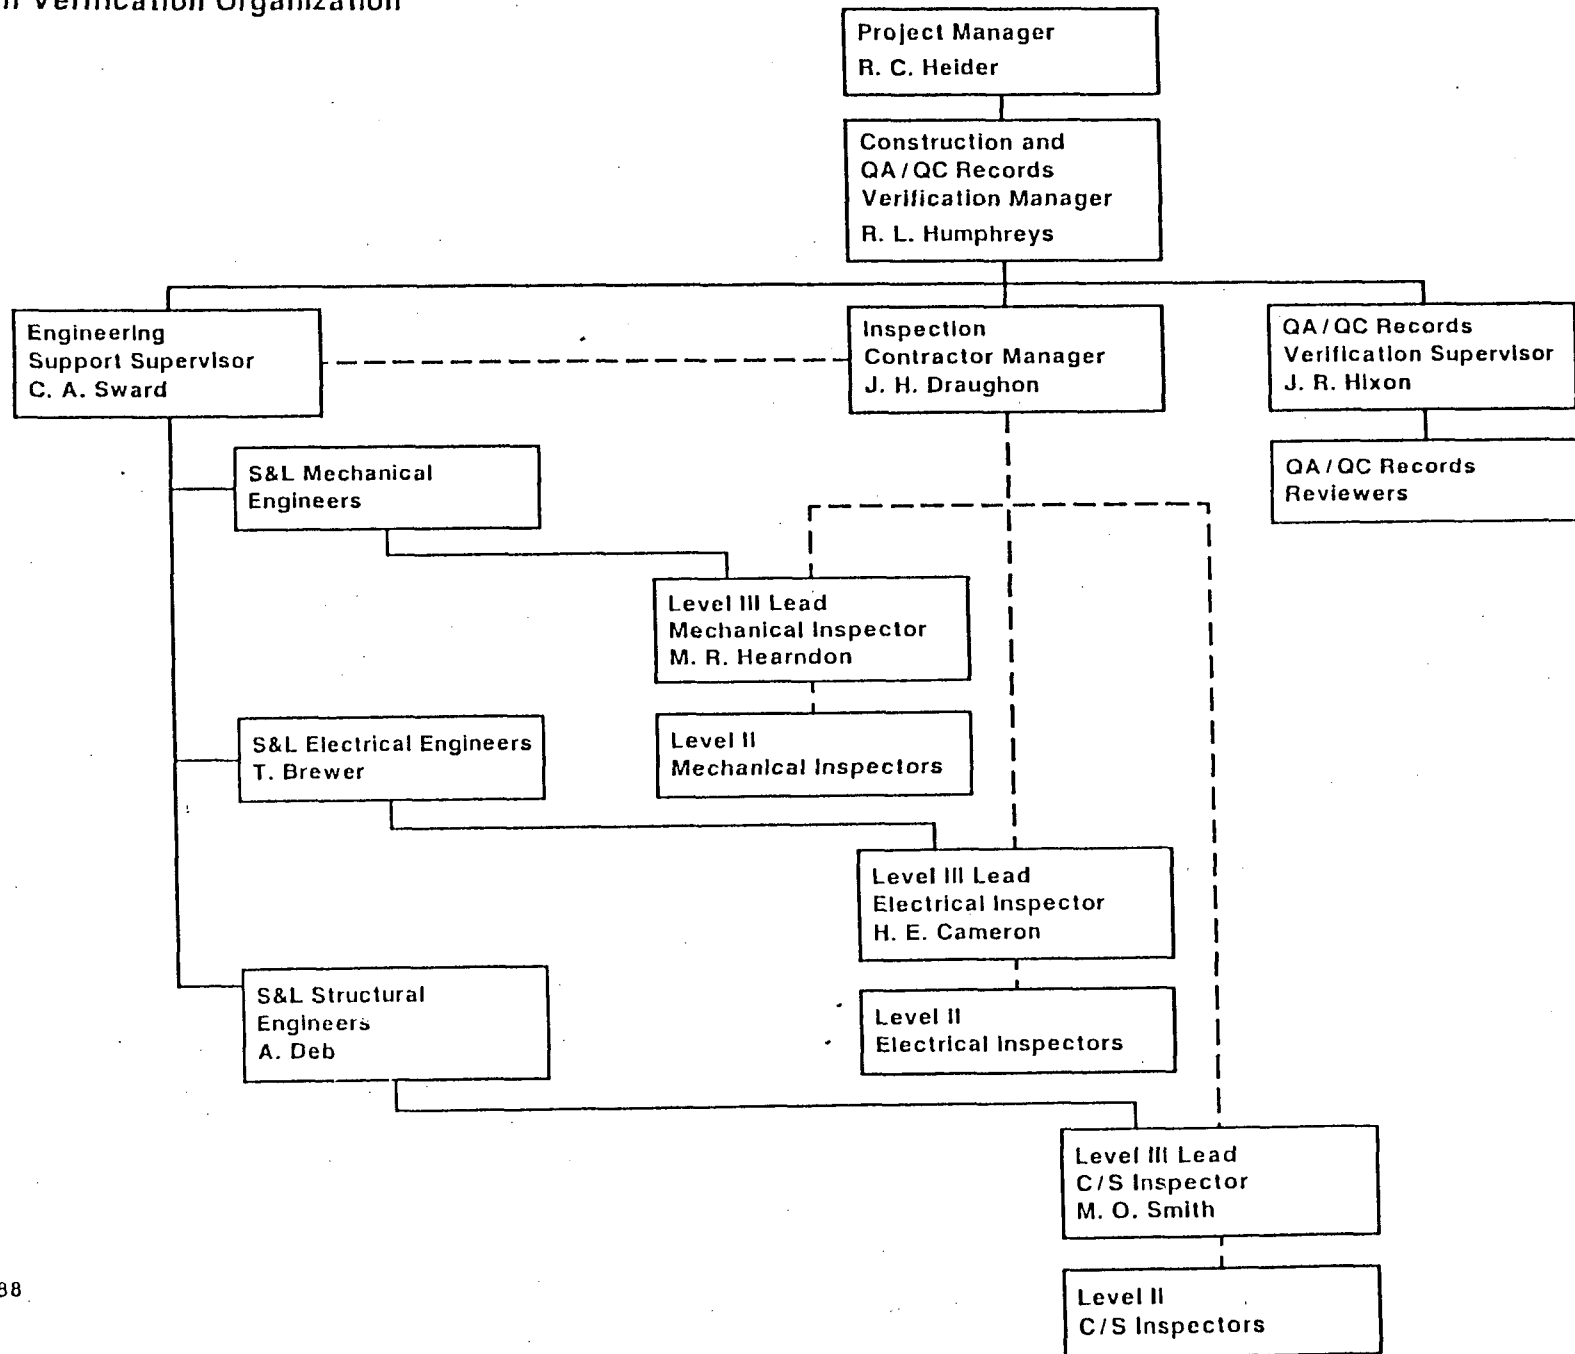 Verification Organization
Project Manager
R. C. Heider
Construction and
QA/QC Records
Verification Manager
R. L. Humphreys
Engineering
Support Supervisor
C. A. Sward
Inspection
Contractor Manager
J. H. Draughon
QA/QC Records
Verification Supervisor
J. R. Hixon
S&L Mechanical
Engineers
QA/QC Records
Reviewers
Level III Lead
Mechanical Inspector
M. R. Hearndon
S&L Electrical Engineers
T. Brewer
Level II
Mechanical Inspectors
Level III Lead
Electrical Inspector
H. E. Cameron
S&L Structural
Engineers
A. Deb
Level II
Electrical Inspectors
Level III Lead
C/S Inspector
M. O. Smith
88
Level II
C/S Inspectors